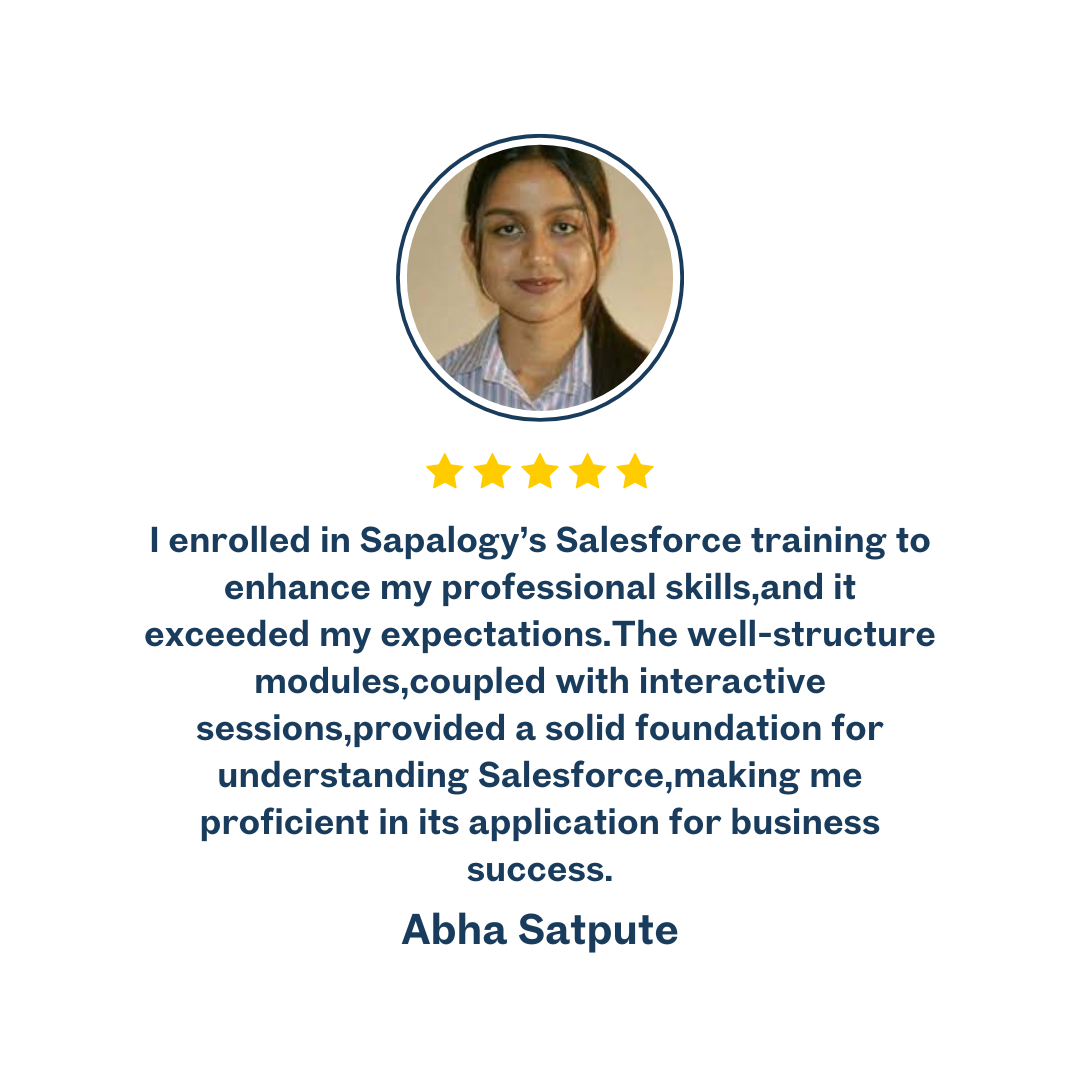 I enrolled in Sapalogy’s Salesforce training to
enhance my professional skills,and it
exceeded my expectations.The well-structure
modules,coupled with interactive
sessions,provided a solid foundation for
understanding Salesforce,making me
proficient in its application for business
success.
Abha Satpute